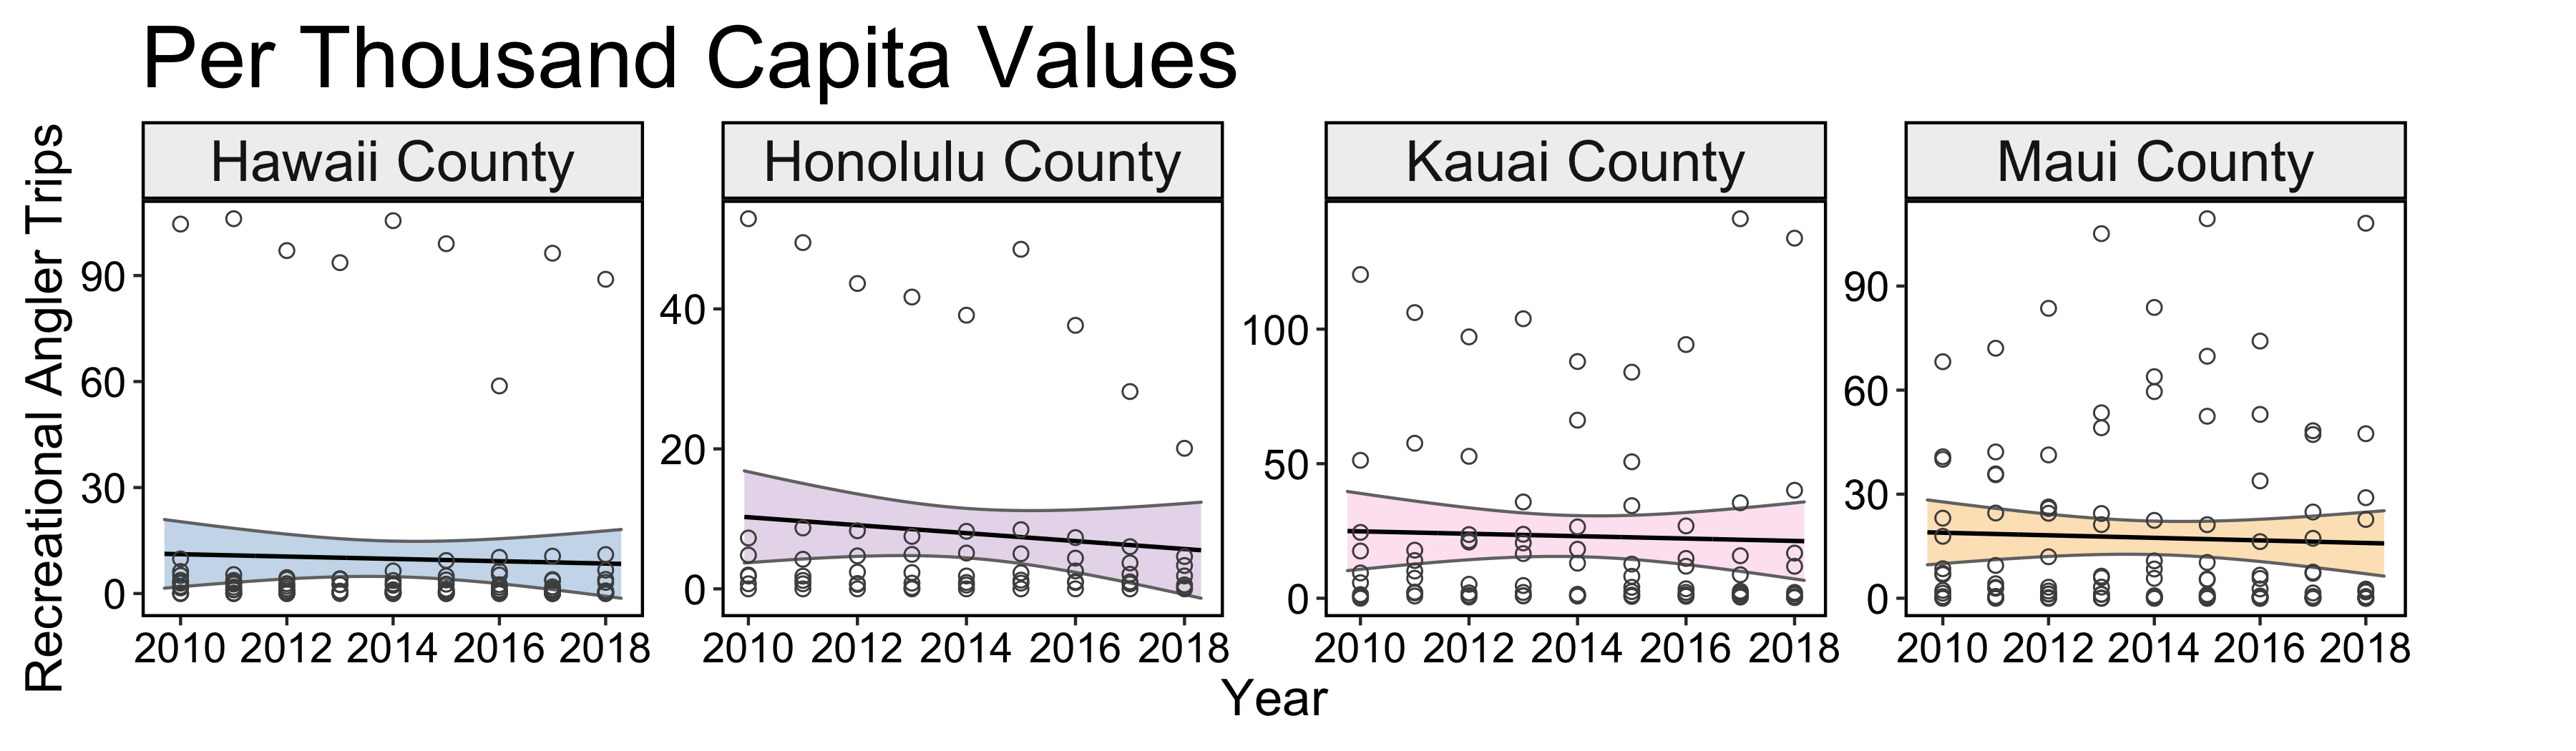 Per Thousand Capita Values
Recreational Angler Trips
Hawaii County
Honolulu County
Kauai County
Maui County
90
60
30
0
40
20
0
100
50
0
90
60
30
0
2010 2012 2014 2016 2018
2010 2012 2014 2016 2018
2010 2012 2014 2016 2018
2010 2012 2014 2016 2018
Year